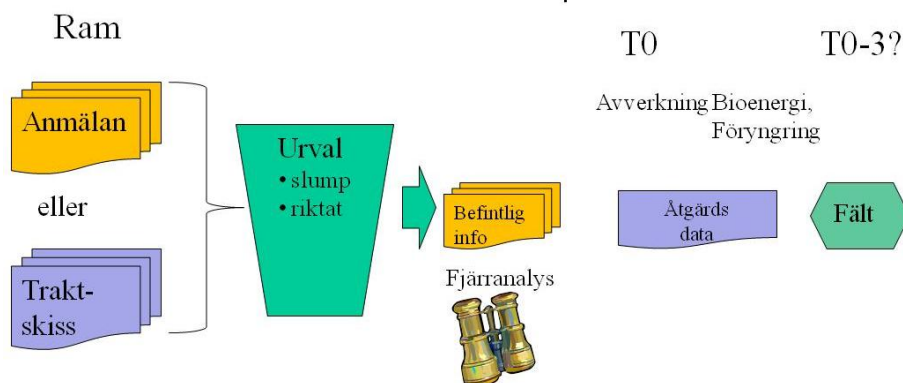 Ram
Anmälan
eller
Trakt-
skiss
Urval
• slump
• riktat
Befintlig
info
Fjärranalys
T0
T0-3?
Avverkning Bioenergi,
Föryngring
Åtgärds
data
Fält